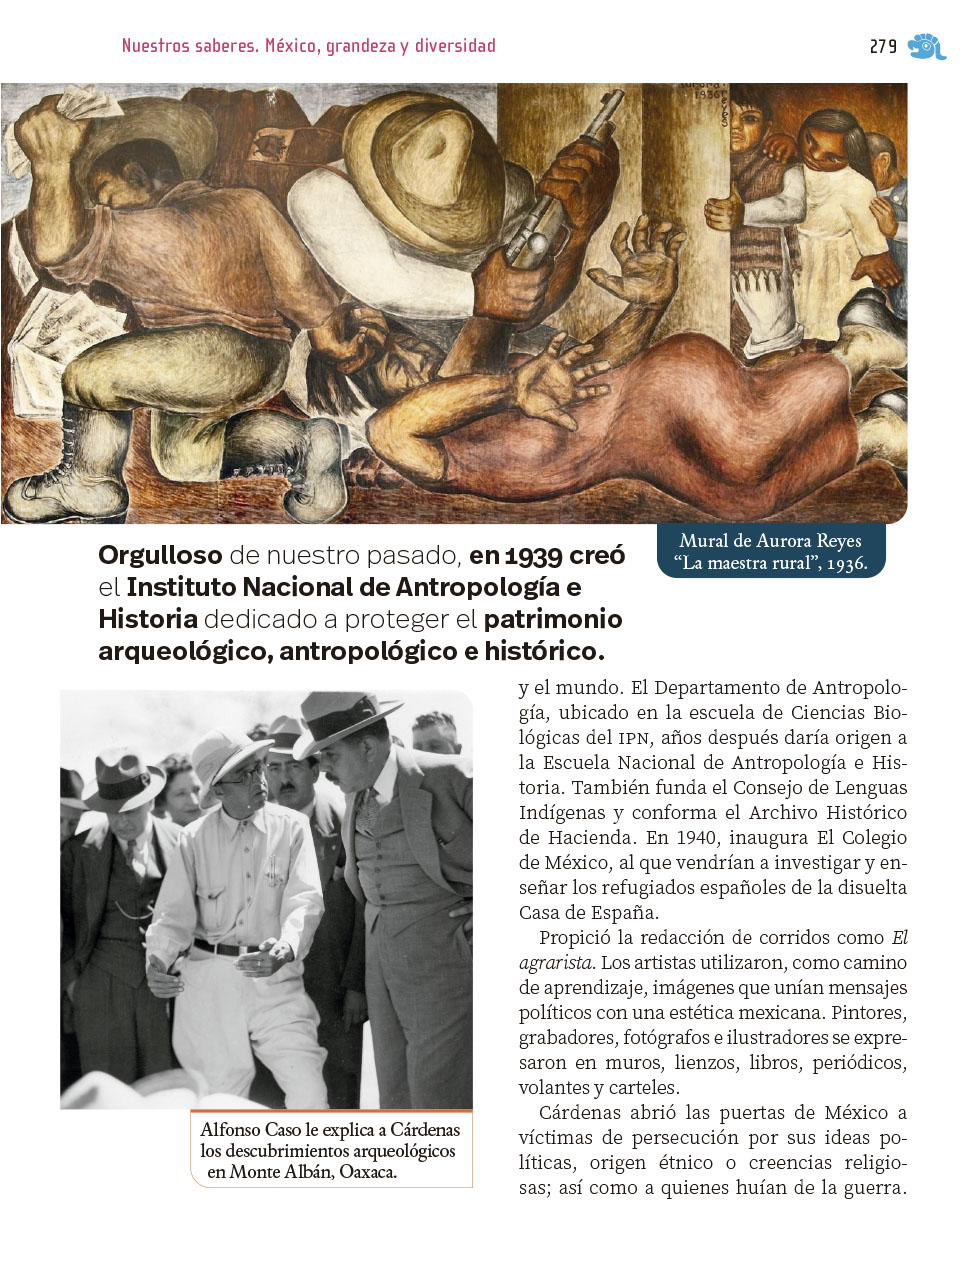 Nuestros saberes. México, grandeza y diversidad
279
1936
Mural de Aurora Reyes
“La maestra rural”, 1936.
Orgulloso de nuestro pasado, en 1939 creó
el Instituto Nacional de Antropología e
Historia dedicado a proteger el patrimonio
arqueológico, antropológico e histórico.
Alfonso Caso le explica a Cárdenas
los descubrimientos arqueológicos
en Monte Albán, Oaxaca.
y el mundo. El Departamento de Antropolo-
gía, ubicado en la escuela de Ciencias Bio-
lógicas del IPN, años después daría origen a
la Escuela Nacional de Antropología e His-
toria. También funda el Consejo de Lenguas
Indígenas y conforma el Archivo Histórico
de Hacienda. En 1940, inaugura El Colegio
de México, al que vendrían a investigar y en-
señar los refugiados españoles de la disuelta
Casa de España.
Propició la redacción de corridos como El
agrarista. Los artistas utilizaron, como camino
de aprendizaje, imágenes que unían mensajes
políticos con una estética mexicana. Pintores,
grabadores, fotógrafos e ilustradores se expre-
saron en muros, lienzos, libros, periódicos,
volantes y carteles.
Cárdenas abrió las puertas de México a
víctimas de persecución por sus ideas po-
líticas, origen étnico o creencias religio-
sas; así como a quienes huían de la guerra.